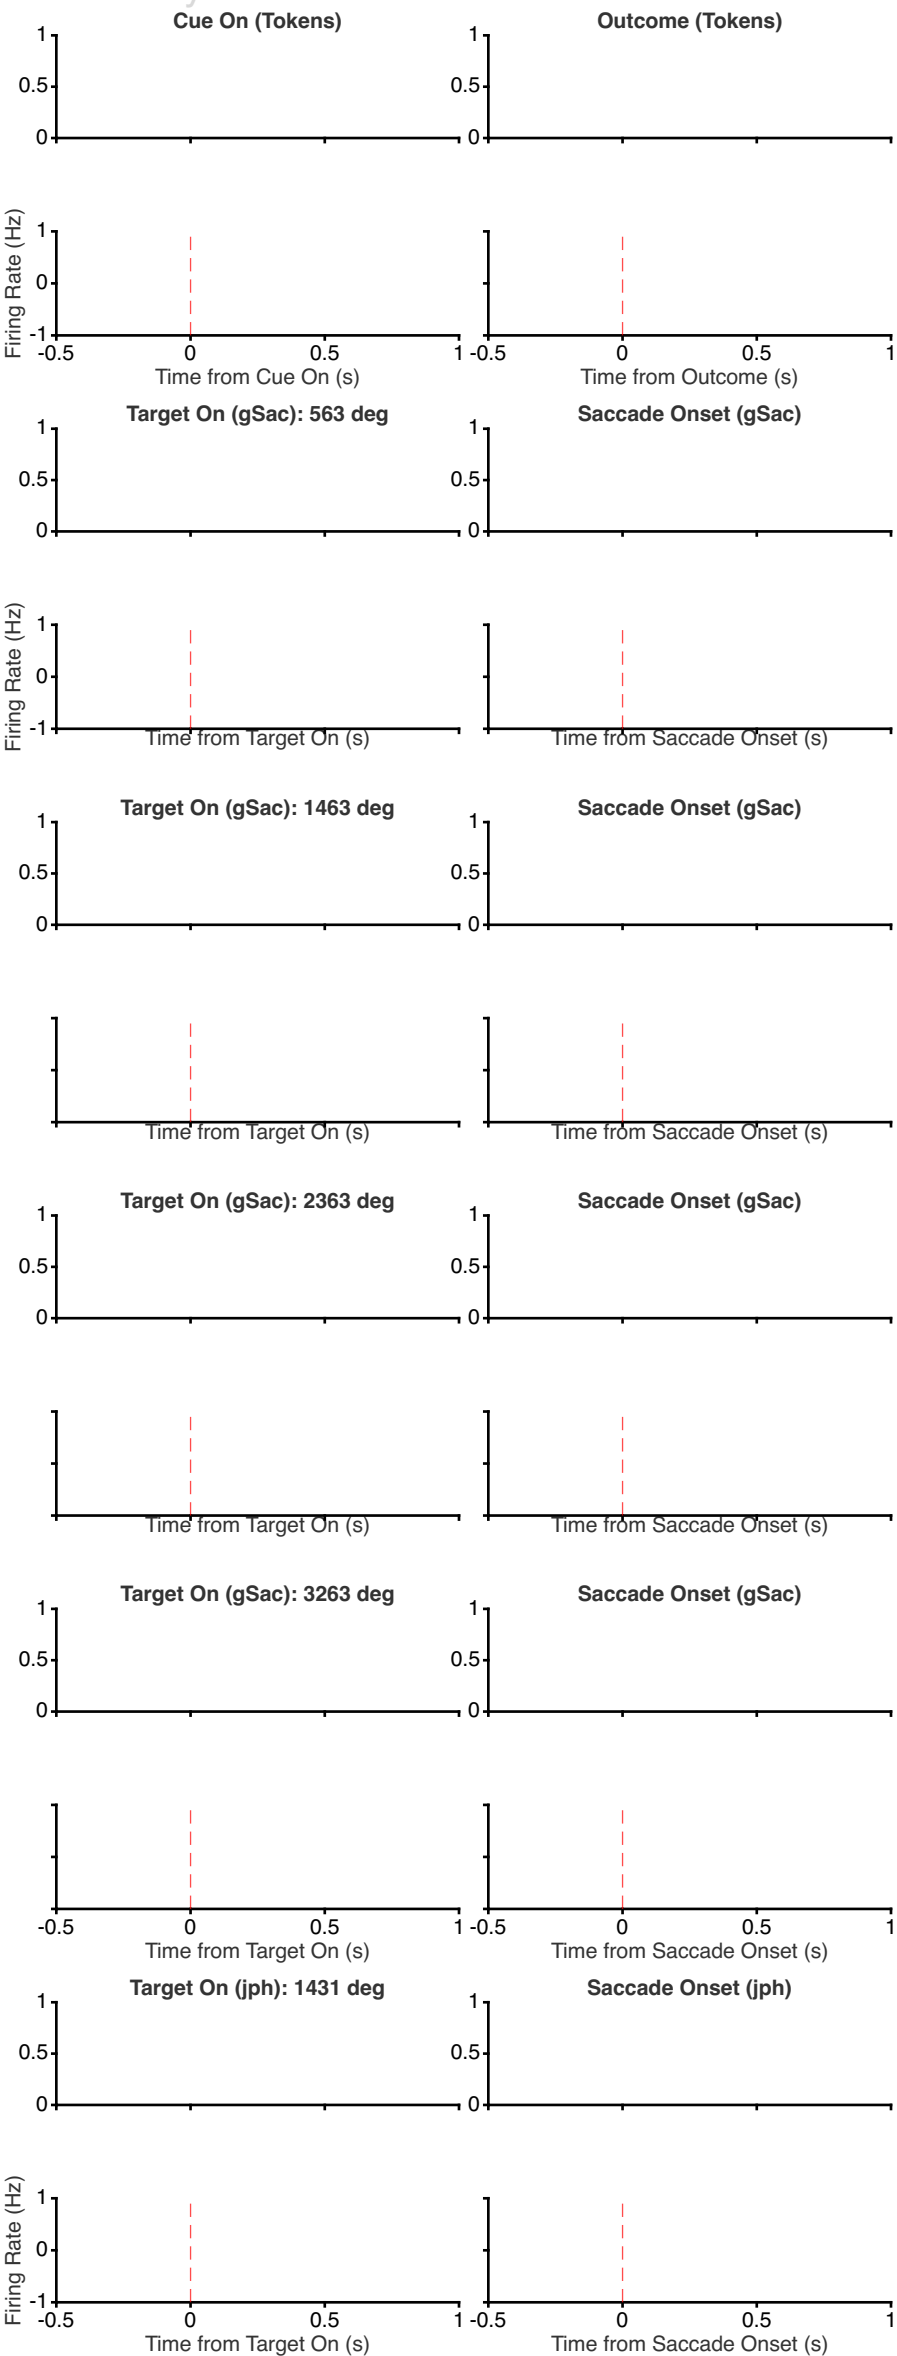 Cue On (Tokens) Outcome (Tokens)
1 1
0.5 0.5
0 0
Firing Rate (Hz)
1
0
-1
-0.5 0 0.5 1 -0.5 0 0.5 1
Time from Cue On (s) Time from Outcome (s)
Target On (gSac): 563 deg Saccade Onset (gSac)
1 1
0.5 0.5
0 0
Firing Rate (Hz)
1
0
-1
Time from Target On (s) Time from Saccade Onset (s)
Target On (gSac): 1463 deg Saccade Onset (gSac)
1 1
0.5 0.5
0 0
Time from Target On (s) Time from Saccade Onset (s)
Target On (gSac): 2363 deg Saccade Onset (gSac)
1 1
0.5 0.5
0 0
Time from Target On (s) Time from Saccade Onset (s)
Target On (gSac): 3263 deg Saccade Onset (gSac)
1 1
0.5 0.5
0 0
-0.5 0 0.5 1 -0.5 0 0.5 1
Time from Target On (s) Time from Saccade Onset (s)
Target On (jph): 1431 deg Saccade Onset (jph)
1 1
0.5 0.5
0 0
Firing Rate (Hz)
1
0
-1
-0.5 0 0.5 1 -0.5 0 0.5 1
Time from Target On (s) Time from Saccade Onset (s)